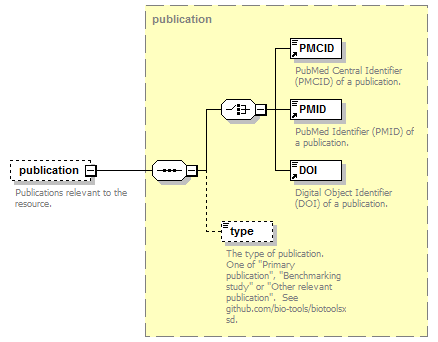 publication
PMCID
PubMed Central Identifier
(PMCID) of a publication.
PMID
PubMed Identifier (PMID) of
a publication.
publication
Publications relevant to the
resource.
DOI
Digital Object Identifier
(DOI) of a publication.
type
The type of publication.
One of "Primary
publication", "Benchmarking
study" or "Other relevant
publication".  See
github.com/bio-tools/biotoolsx
sd.